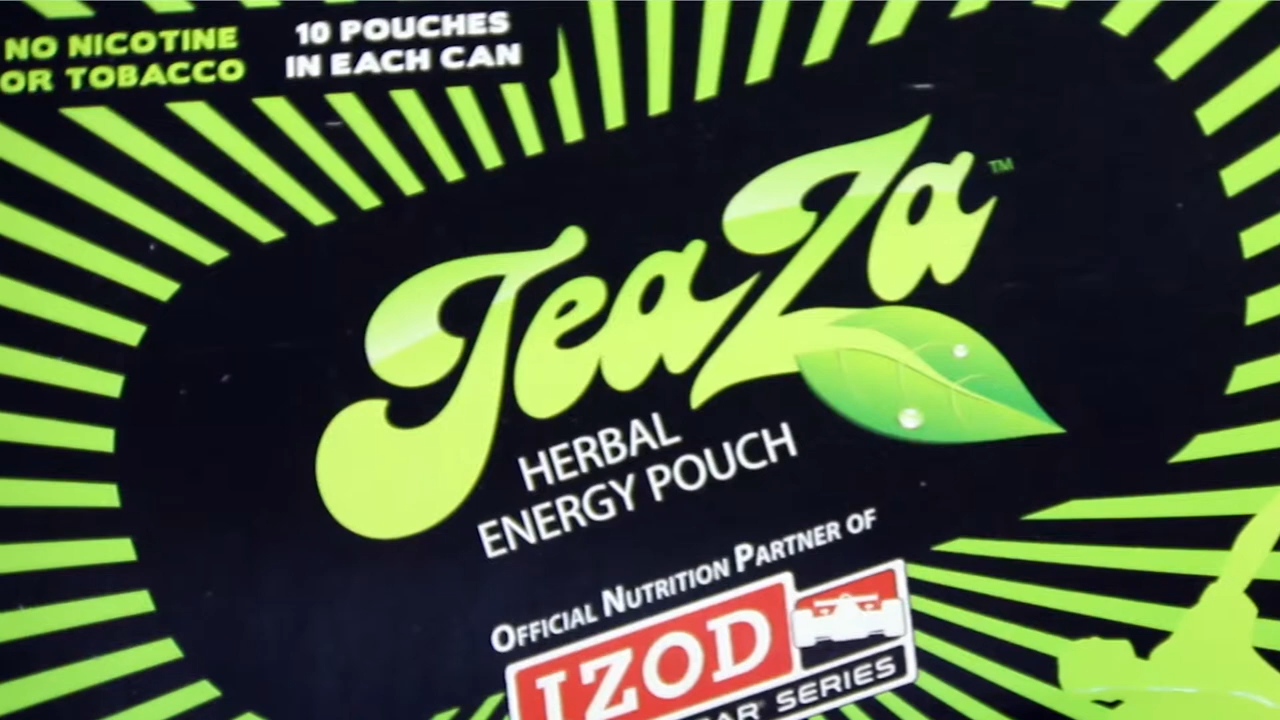 NO NICOTINE
OR TOBACCO
10 POUCHES
IN EACH CAN
TeaZa™
HERBAL
ENERGY POUCH
OFFICIAL NUTRITION PARTNER OF
IZOD
SERIES